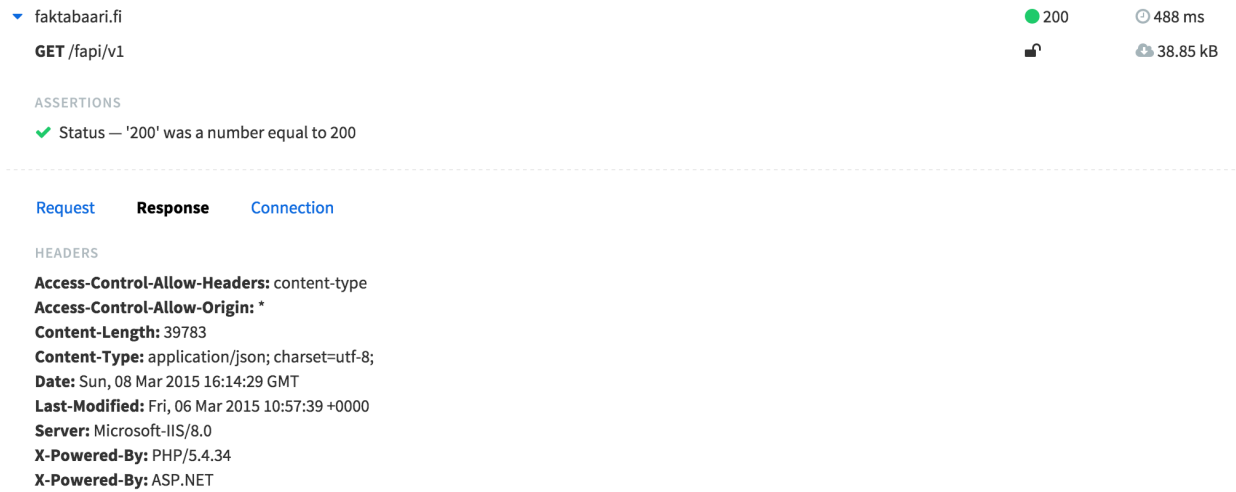 faktabaari.fi 200 488 ms
GET /fapi/v1 38.85 kB
ASSERTIONS
Status — '200' was a number equal to 200
Request Response Connection
HEADERS
Access-Control-Allow-Headers: content-type
Access-Control-Allow-Origin: *
Content-Length: 39783
Content-Type: application/json; charset=utf-8;
Date: Sun, 08 Mar 2015 16:14:29 GMT
Last-Modified: Fri, 06 Mar 2015 10:57:39 +0000
Server: Microsoft-IIS/8.0
X-Powered-By: PHP/5.4.34
X-Powered-By: ASP.NET